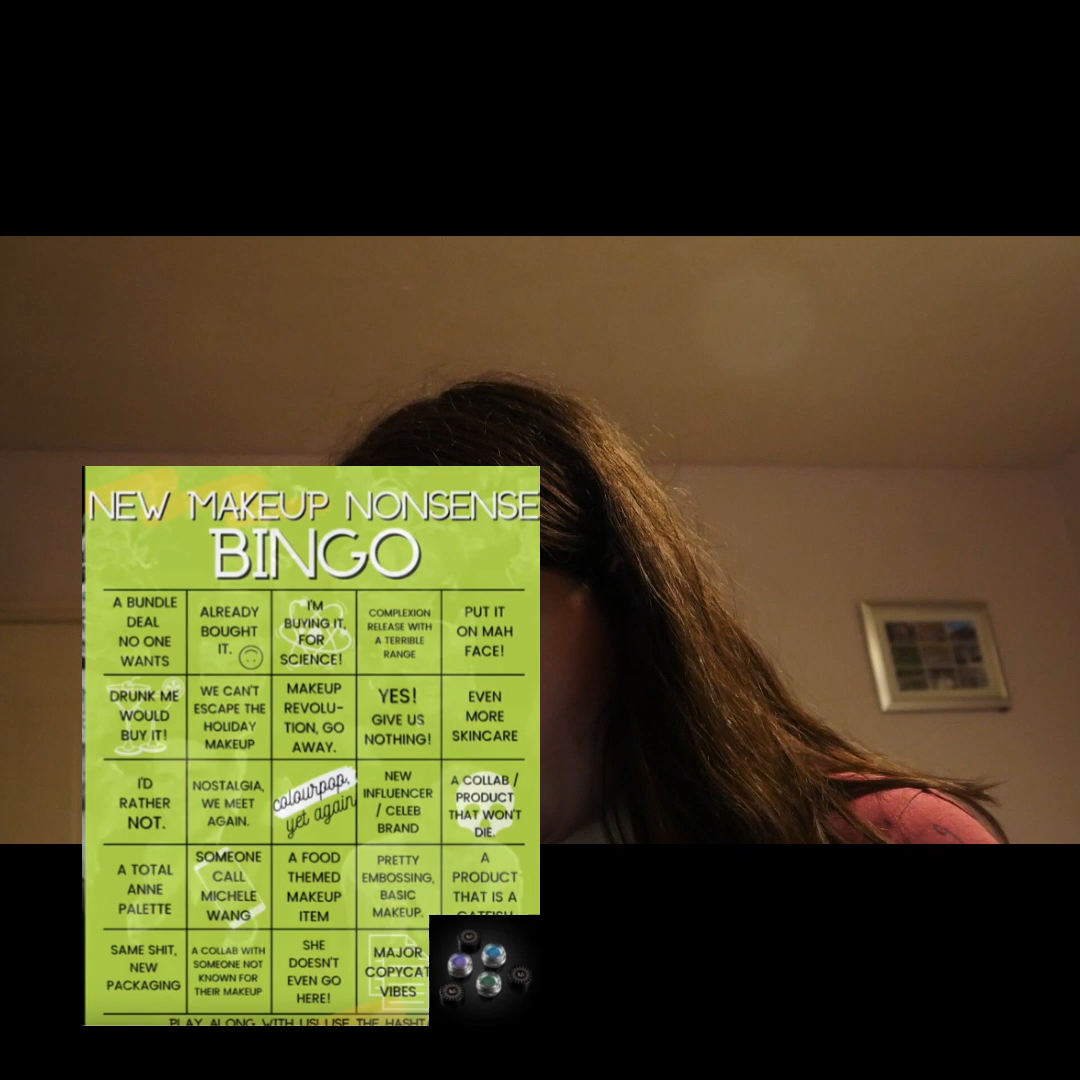 NEW MAKEUP NONSENSE
BINGO
A BUNDLE
DEAL
NO ONE
WANTS
ALREADY
BOUGHT
IT.
I'M
BUYING IT,
FOR
SCIENCE!
COMPLEXION
RELEASE WITH
A TERRIBLE
RANGE
PUT IT
ON MAH
FACE!
DRUNK ME
WOULD
BUY IT!
WE CAN'T
ESCAPE THE
HOLIDAY
MAKEUP
MAKEUP
REVOLU-
TION, GO
AWAY.
YES!
GIVE US
NOTHING!
EVEN
MORE
SKINCARE
I'D
RATHER
NOT.
NOSTALGIA,
WE MEET
AGAIN.
colourpop,
yet again
NEW
INFLUENCER
/ CELEB
BRAND
A COLLAB /
PRODUCT
THAT WON'T
DIE.
A TOTAL
ANNE
PALETTE
SOMEONE
CALL
MICHELE
WANG
A FOOD
THEMED
MAKEUP
ITEM
PRETTY
EMBOSSING,
BASIC
MAKEUP.
A
PRODUCT
THAT IS A
CATFISH
SAME SHIT,
NEW
PACKAGING
A COLLAB WITH
SOMEONE NOT
KNOWN FOR
THEIR MAKEUP
SHE
DOESN'T
EVEN GO
HERE!
MAJOR
COPYCAT
VIBES
PLAY ALONG WITH US! USE THE